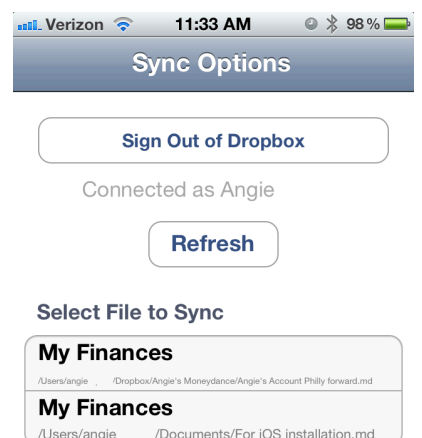 Verizon 11:33 AM 98%
Sync Options
Sign Out of Dropbox
Connected as Angie
Refresh
Select File to Sync
My Finances
/Users/angie , /Dropbox/Angie's Moneydance/Angie's Account Philly forward.md
My Finances
/Users/angie /Documents/For iOS installation.md